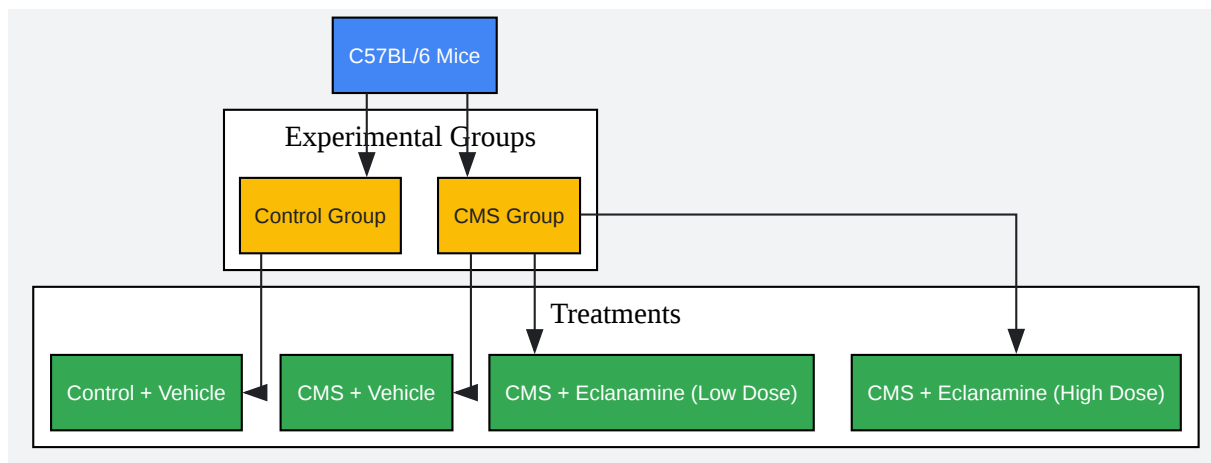 C57BL/6 Mice
Experimental Groups
Control Group
CMS Group
Treatments
Control + Vehicle
CMS + Vehicle
CMS + Eclanamine (Low Dose)
CMS + Eclanamine (High Dose)